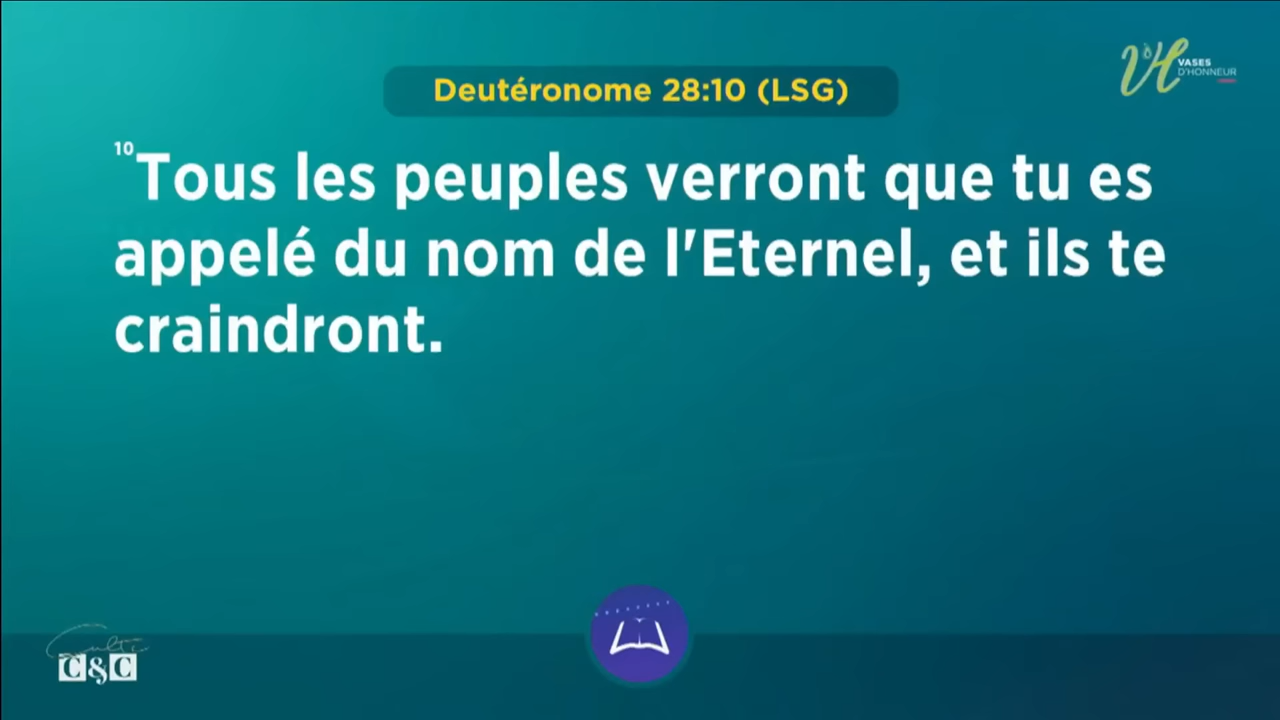 Deutéronome 28:10 (LSG)
VASES
D'HONNEUR
10 Tous les peuples verront que tu es
appelé du nom de l'Eternel, et ils te
craindront.
Culte
C&C